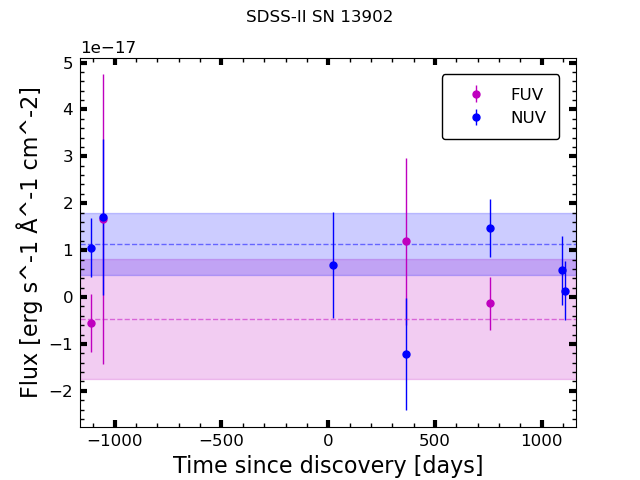 SDSS-II SN 13902
1e−17
5
4
3
2
1
0
−1
−2
Flux [erg s^-1 Å^-1 cm^-2]
FUV
NUV
−1000 −500 0 500 1000
Time since discovery [days]